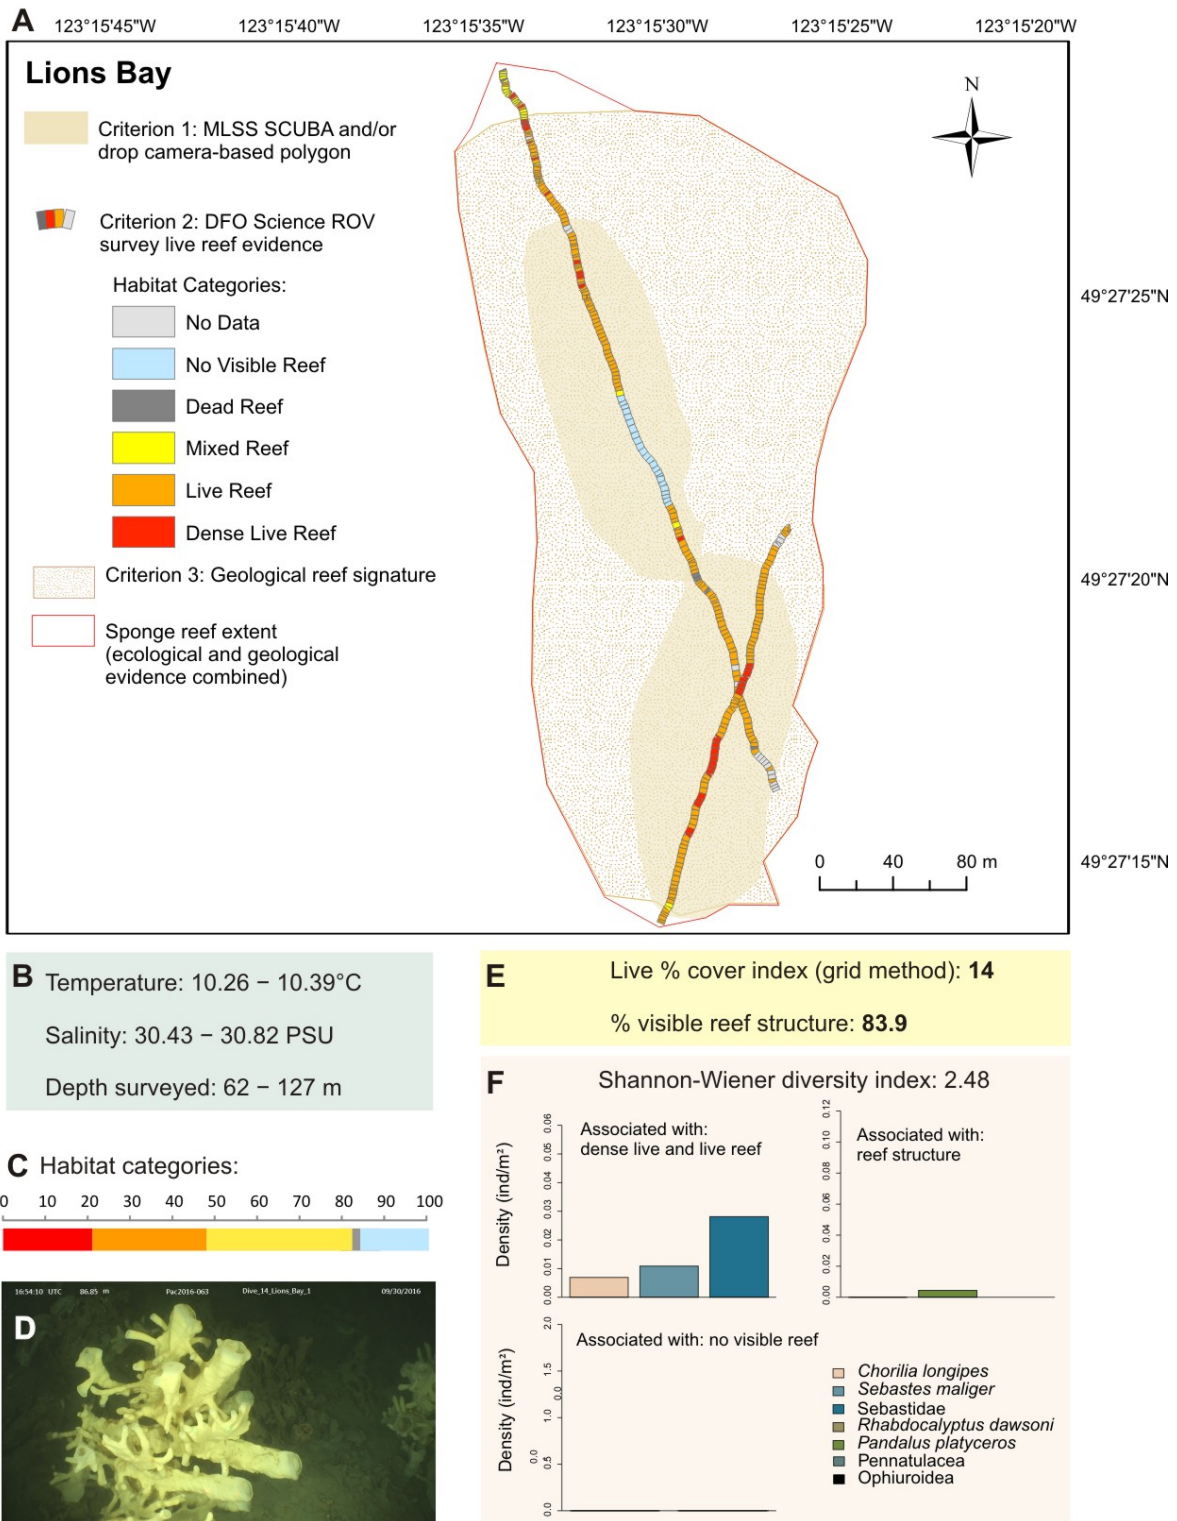 A
123°15'45"W 123°15'40"W 123°15'35"W 123°15'30"W 123°15'25"W 123°15'20"W
Lions Bay
N
Criterion 1: MLSS SCUBA and/or
drop camera-based polygon
Criterion 2: DFO Science ROV
survey live reef evidence
Habitat Categories:
No Data
No Visible Reef
Dead Reef
Mixed Reef
Live Reef
Dense Live Reef
Criterion 3: Geological reef signature
Sponge reef extent
(ecological and geological
evidence combined)
49°27'25"N
49°27'20"N
49°27'15"N
0 40 80 m
B
Temperature: 10.26 – 10.39°C
Salinity: 30.43 – 30.82 PSU
Depth surveyed: 62 – 127 m
C Habitat categories:
0 10 20 30 40 50 60 70 80 90 100
16:54:10 UTC 86.85 m Pac2016-063 Dive_14_Lions_Bay_1 09/30/2016
D
E
Live % cover index (grid method): 14
% visible reef structure: 83.9
F
Shannon-Wiener diversity index: 2.48
Associated with:
dense live and live reef
Density (ind/m²)
0.00 0.01 0.02 0.03 0.04 0.05 0.06
Associated with:
reef structure
0.00 0.02 0.04 0.06 0.08 0.10 0.12
Associated with: no visible reef
Density (ind/m²)
0.0 0.5 1.0 1.5 2.0
0.0 0.0
Chorilia longipes
Sebastes maliger
Sebastidae
Rhabdocalyptus dawsoni
Pandalus platyceros
Pennatulacea
Ophiuroidea